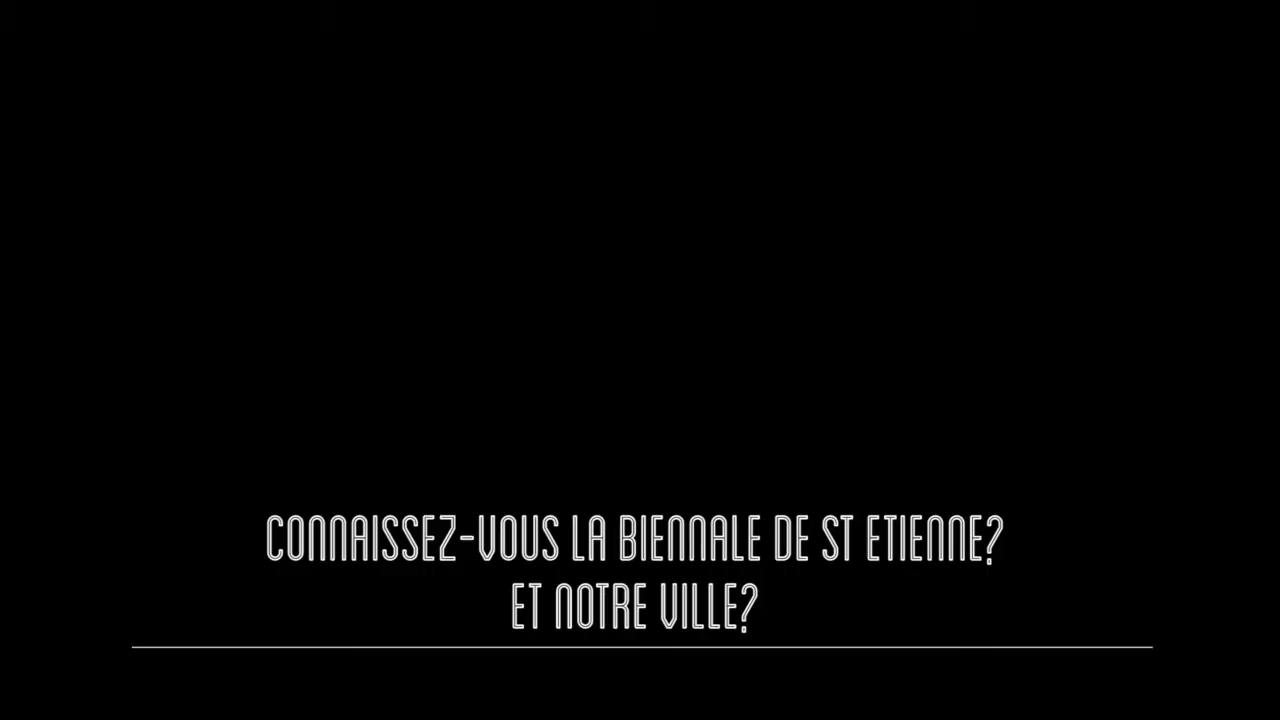 CONNAISSEZ-VOUS LA BIENNALE DE ST ETIENNE?
ET NOTRE VILLE?